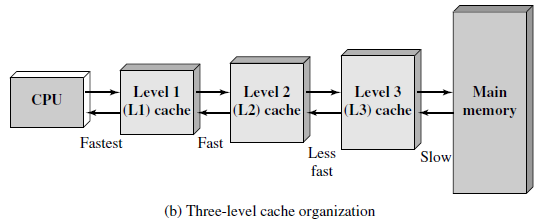 CPU
Level 1
(L1) cache
Level 2
(L2) cache
Level 3
(L3) cache
Main
memory
Fastest
Fast
Less
fast
Slow
(b) Three-level cache organization